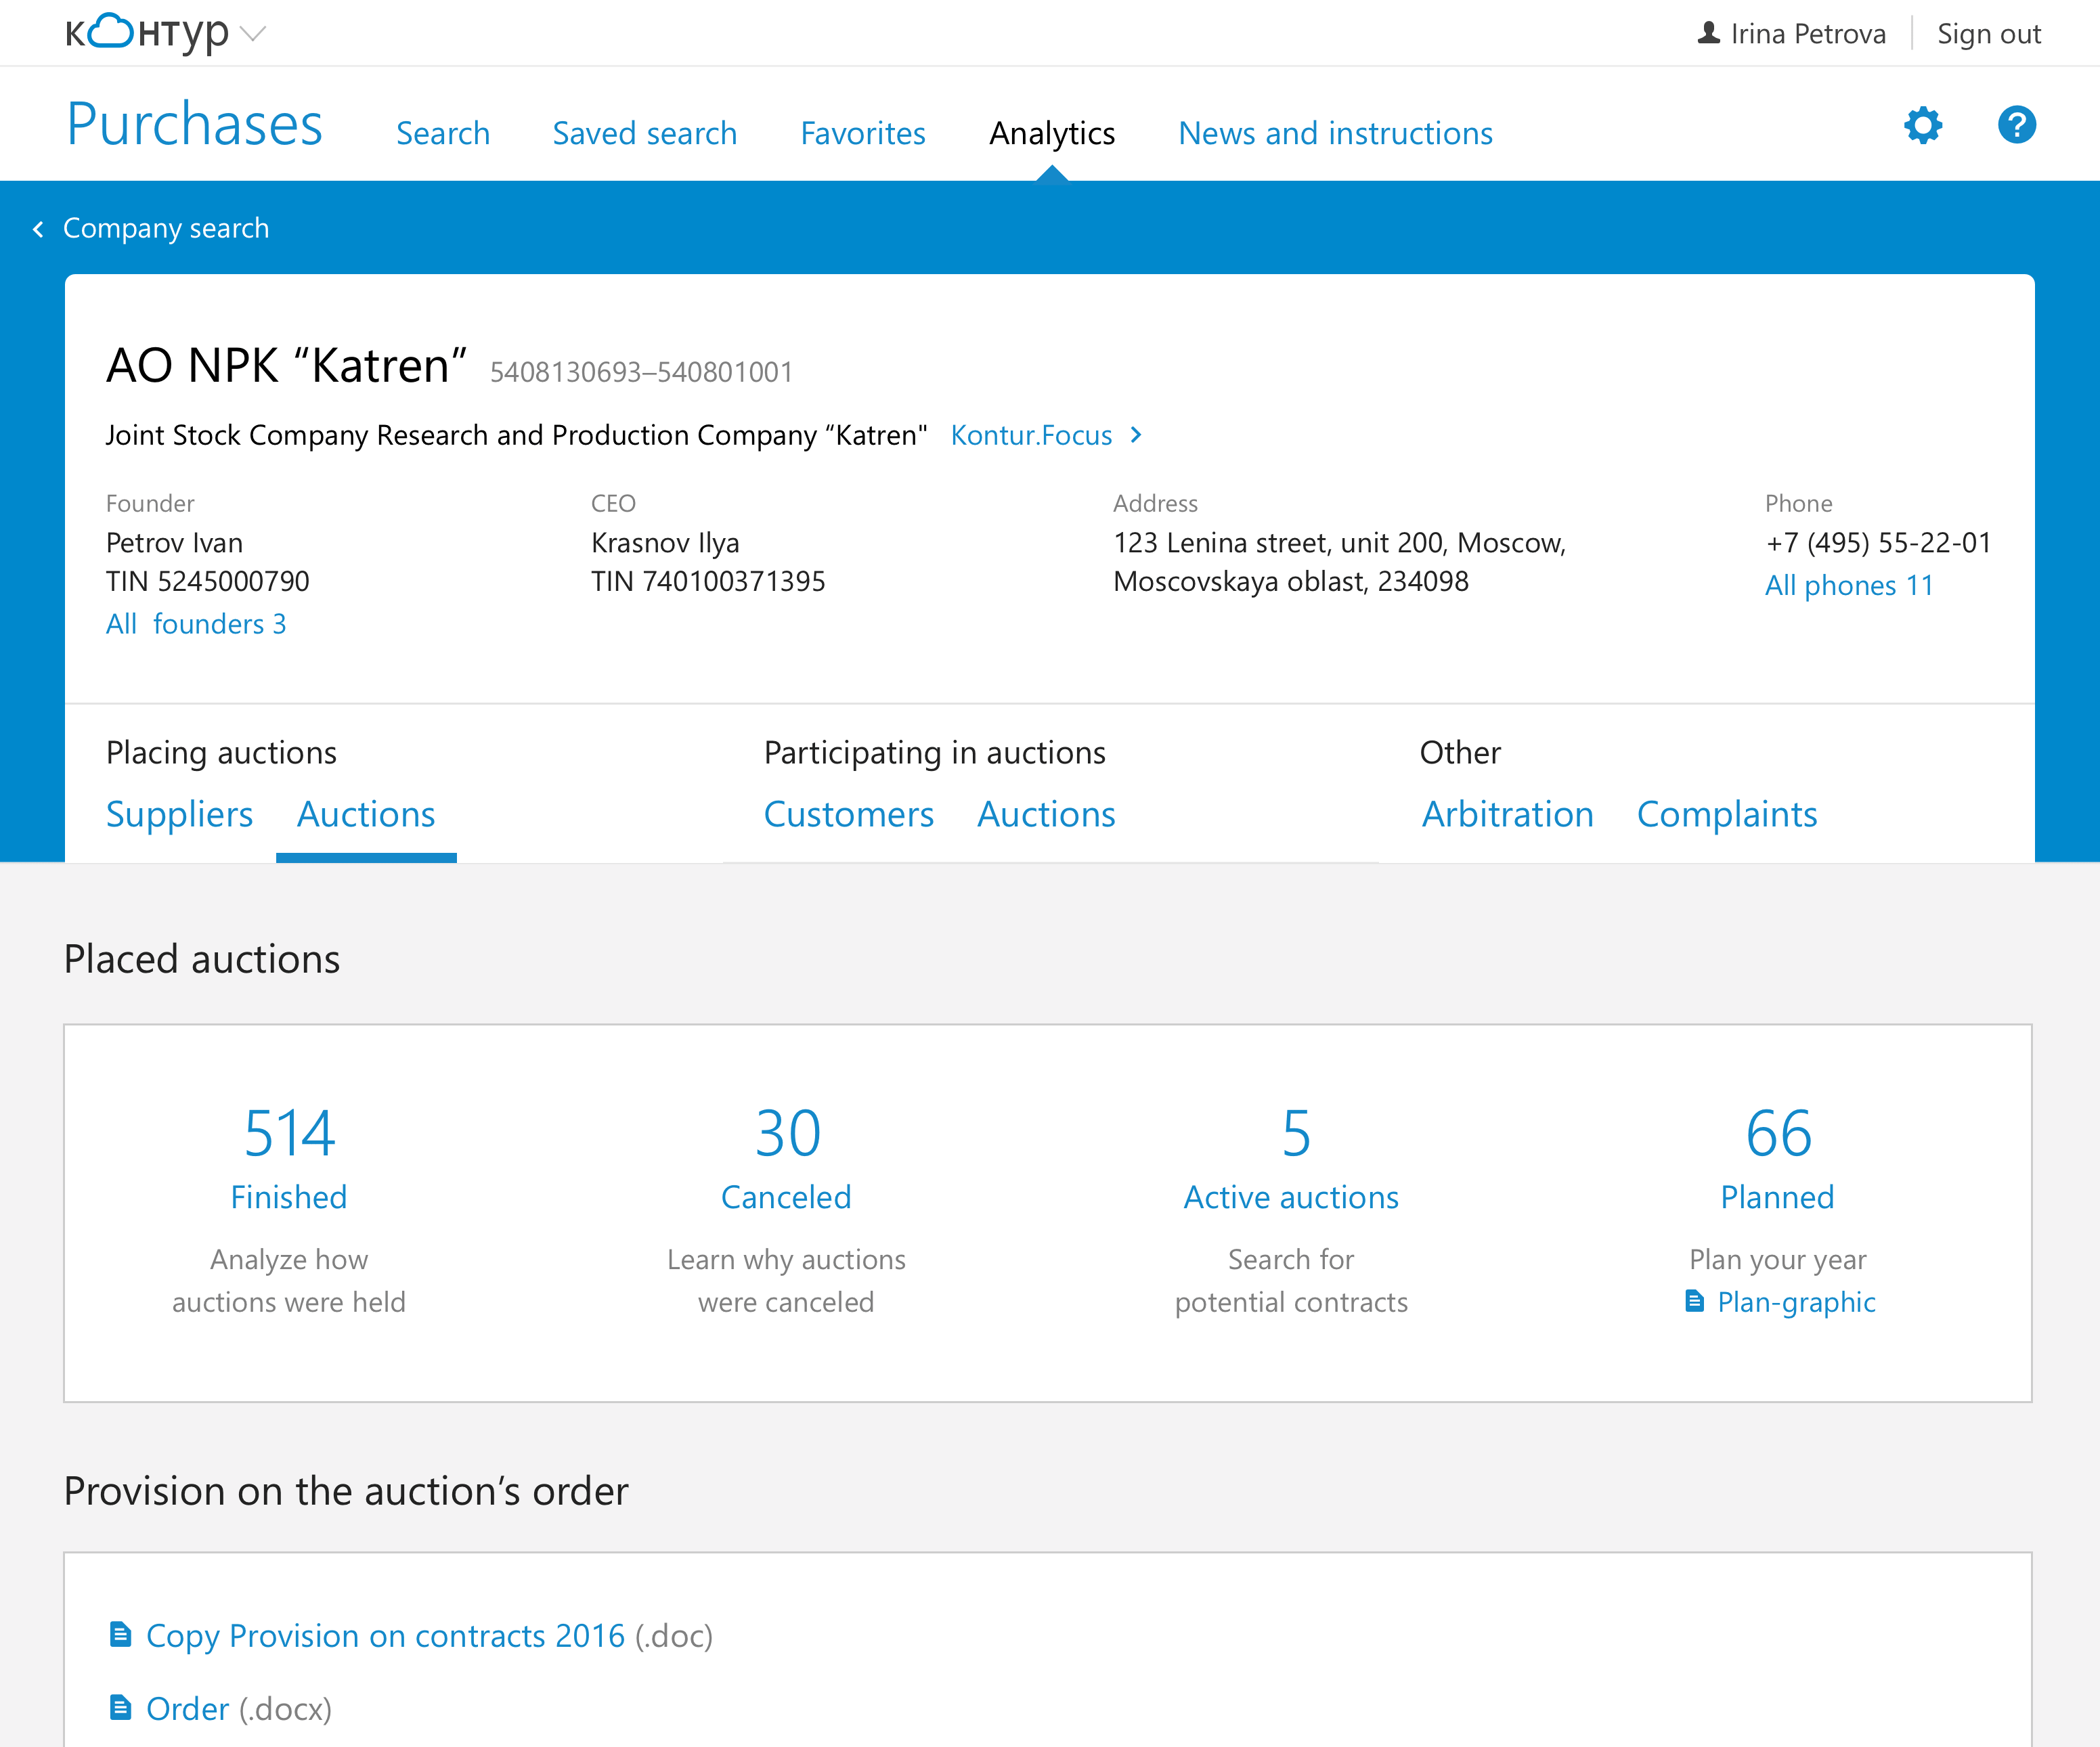 контур
Irina Petrova
Sign out
Purchases
Search
Saved search
Favorites
Analytics
News and instructions
?
Company search
AO NPK “Katren” 5408130693–540801001
Joint Stock Company Research and Production Company “Katren" Kontur.Focus
Founder
Petrov Ivan
TIN 5245000790
All founders 3
CEO
Krasnov Ilya
TIN 740100371395
Address
123 Lenina street, unit 200, Moscow,
Moscovskaya oblast, 234098
Phone
+7 (495) 55-22-01
All phones 11
Placing auctions
Suppliers
Auctions
Participating in auctions
Customers
Auctions
Other
Arbitration
Complaints
Placed auctions
514
Finished
Analyze how
auctions were held
30
Canceled
Learn why auctions
were canceled
5
Active auctions
Search for
potential contracts
66
Planned
Plan your year
Plan-graphic
Provision on the auction’s order
Copy Provision on contracts 2016 (.doc)
Order (.docx)